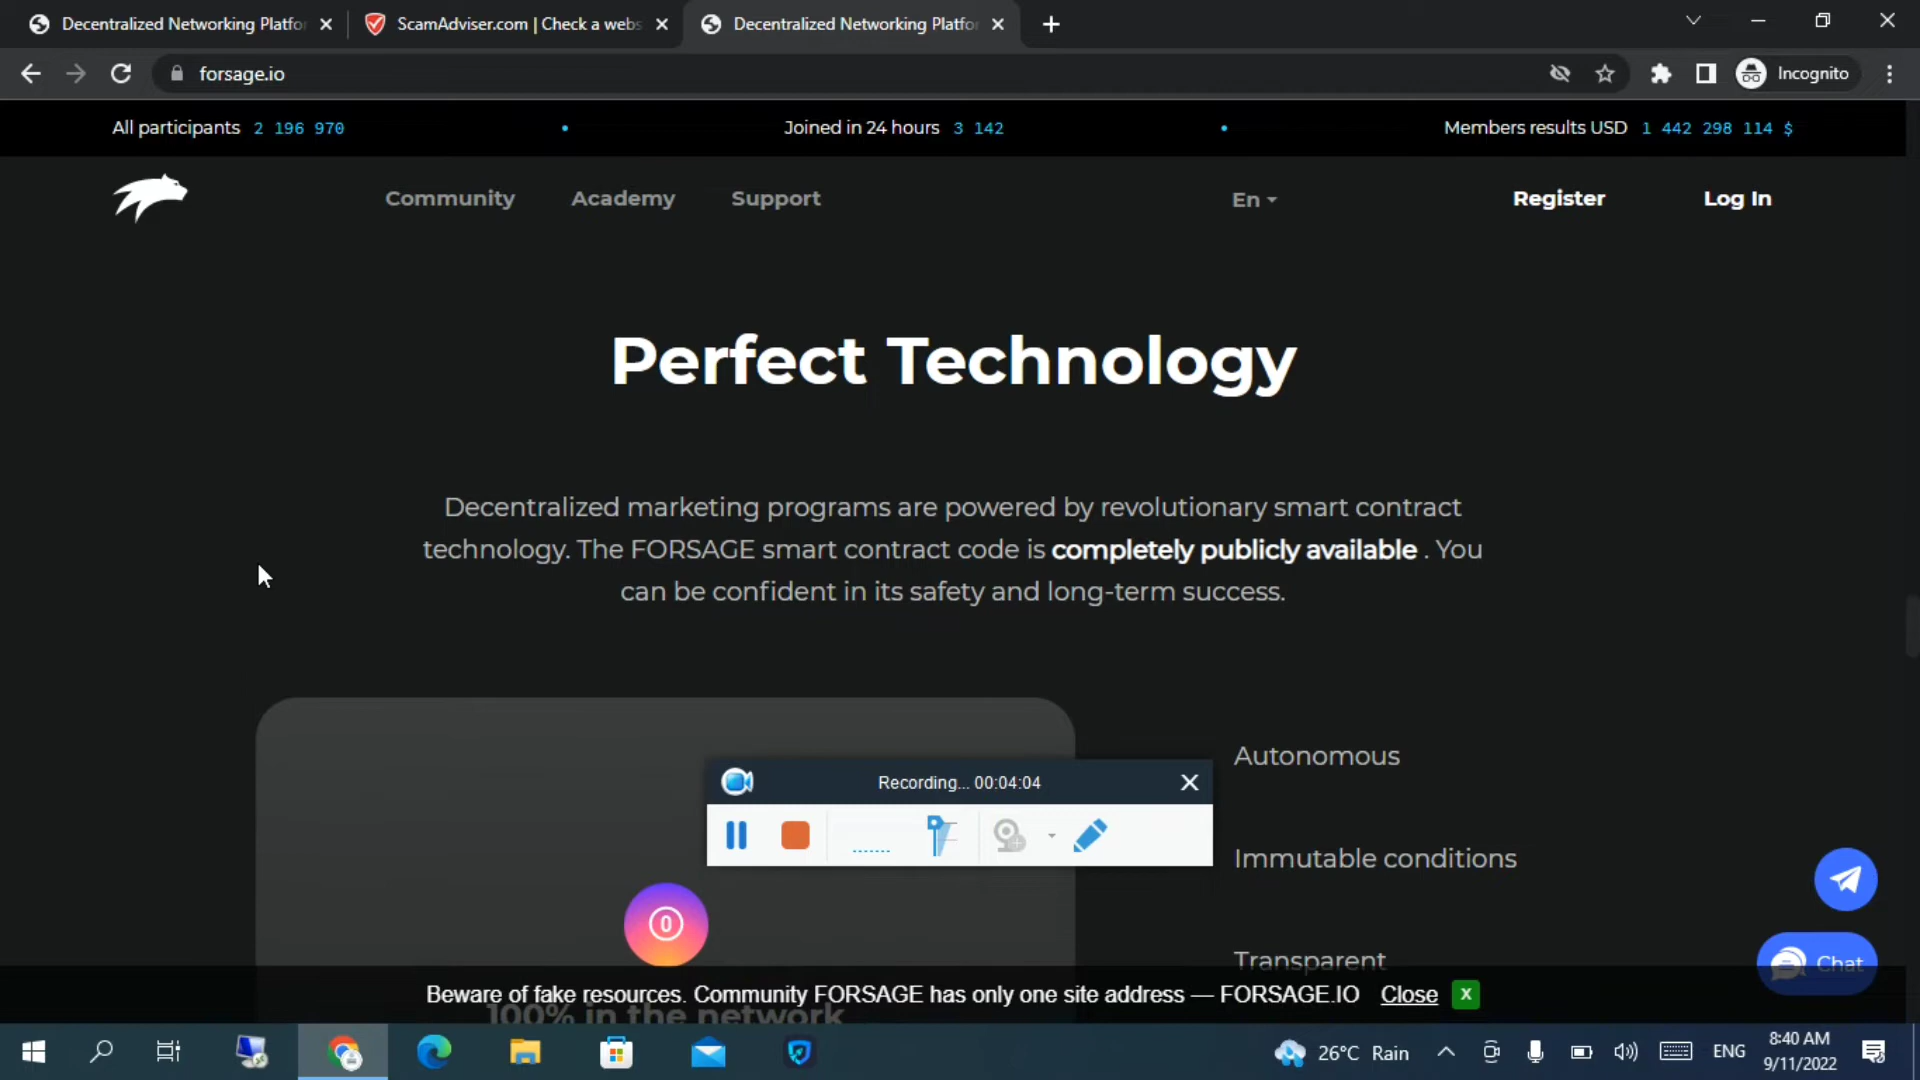 Decentralized Networking Platfo
ScamAdviser.com | Check a webs
Decentralized Networking Platfo
forsage.io
Incognito
All participants 2 196 970
Joined in 24 hours 3 142
Members results USD 1 442 298 114 $
Community
Academy
Support
En
Register
Log In
Perfect Technology
Decentralized marketing programs are powered by revolutionary smart contract
technology. The FORSAGE smart contract code is completely publicly available . You
can be confident in its safety and long-term success.
Autonomous
Recording... 00:04:04
Immutable conditions
0
Transparent
Chat
Beware of fake resources. Community FORSAGE has only one site address — FORSAGE.IO Close X
100% in the network
26°C Rain
ENG
8:40 AM
9/11/2022